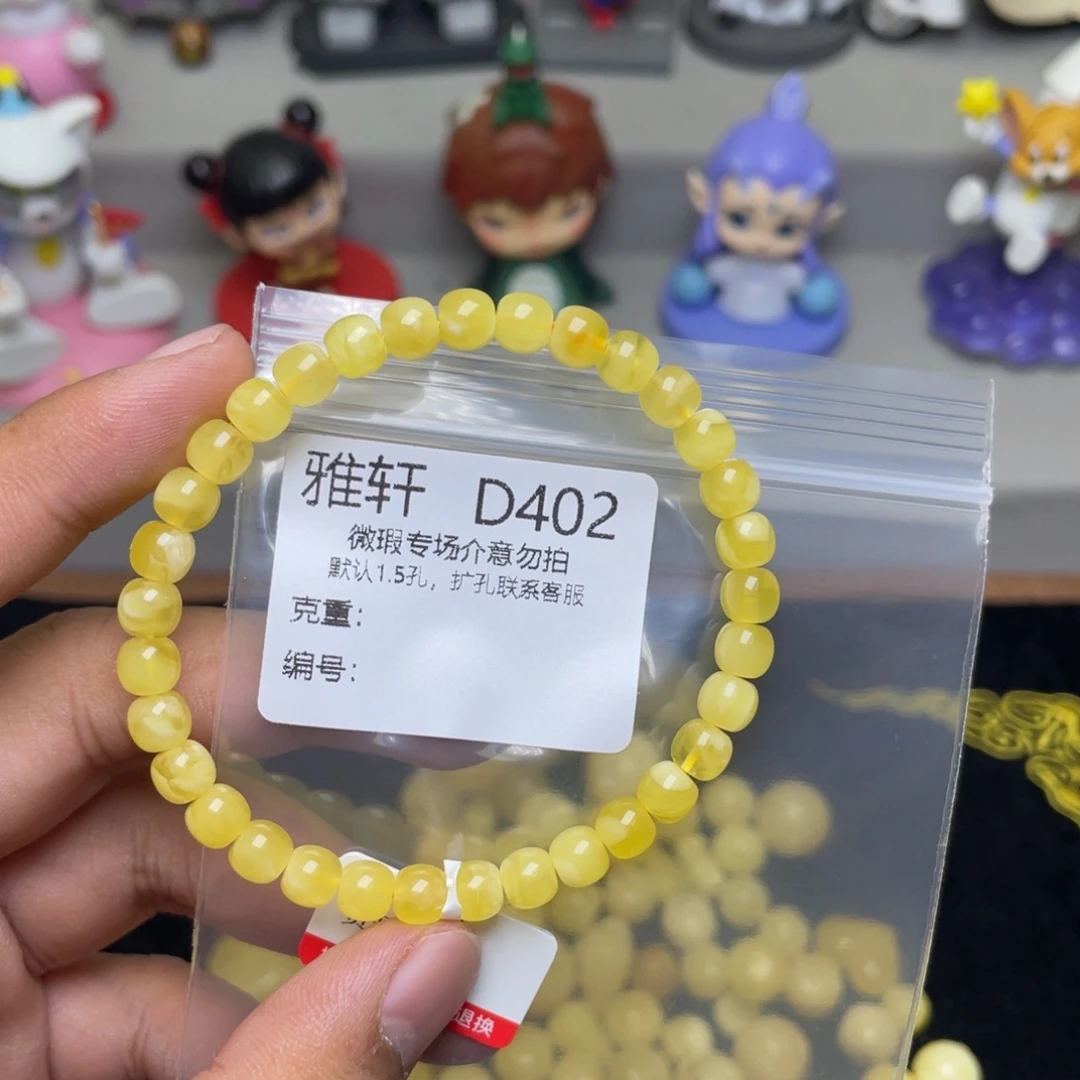 雅轩 D402
微瑕专场介意勿拍
默认1.5孔，扩孔联系客服
克重：
编号：
退换